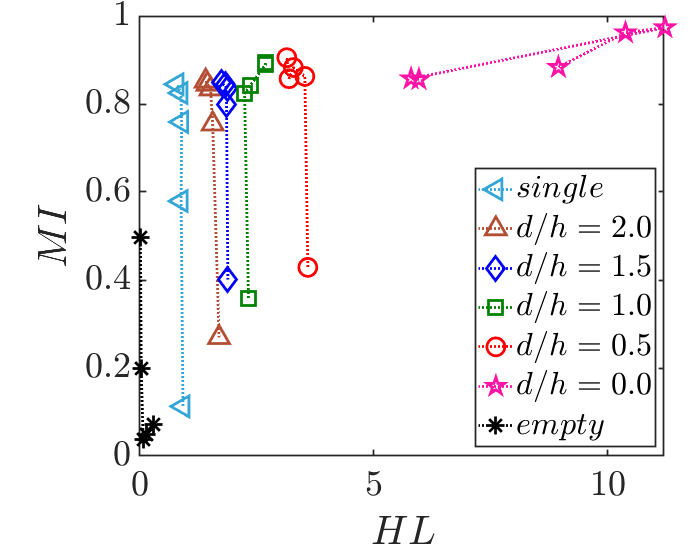 1
0.8
0.6
0.4
0.2
0
MI
0 5 10
HL
single
d/h = 2.0
d/h = 1.5
d/h = 1.0
d/h = 0.5
d/h = 0.0
empty